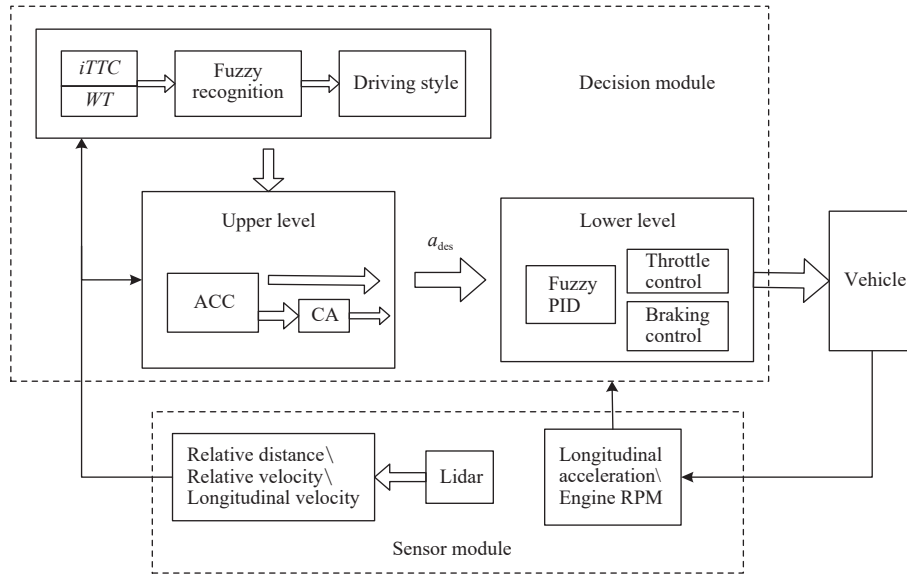 iTTC
WT
Fuzzy
recognition
Driving style
Decision module
Upper level
ACC
CA
a_des
Lower level
Fuzzy
PID
Throttle
control
Braking
control
Vehicle
Relative distance\
Relative velocity\
Longitudinal velocity
Lidar
Longitudinal
acceleration\
Engine RPM
Sensor module